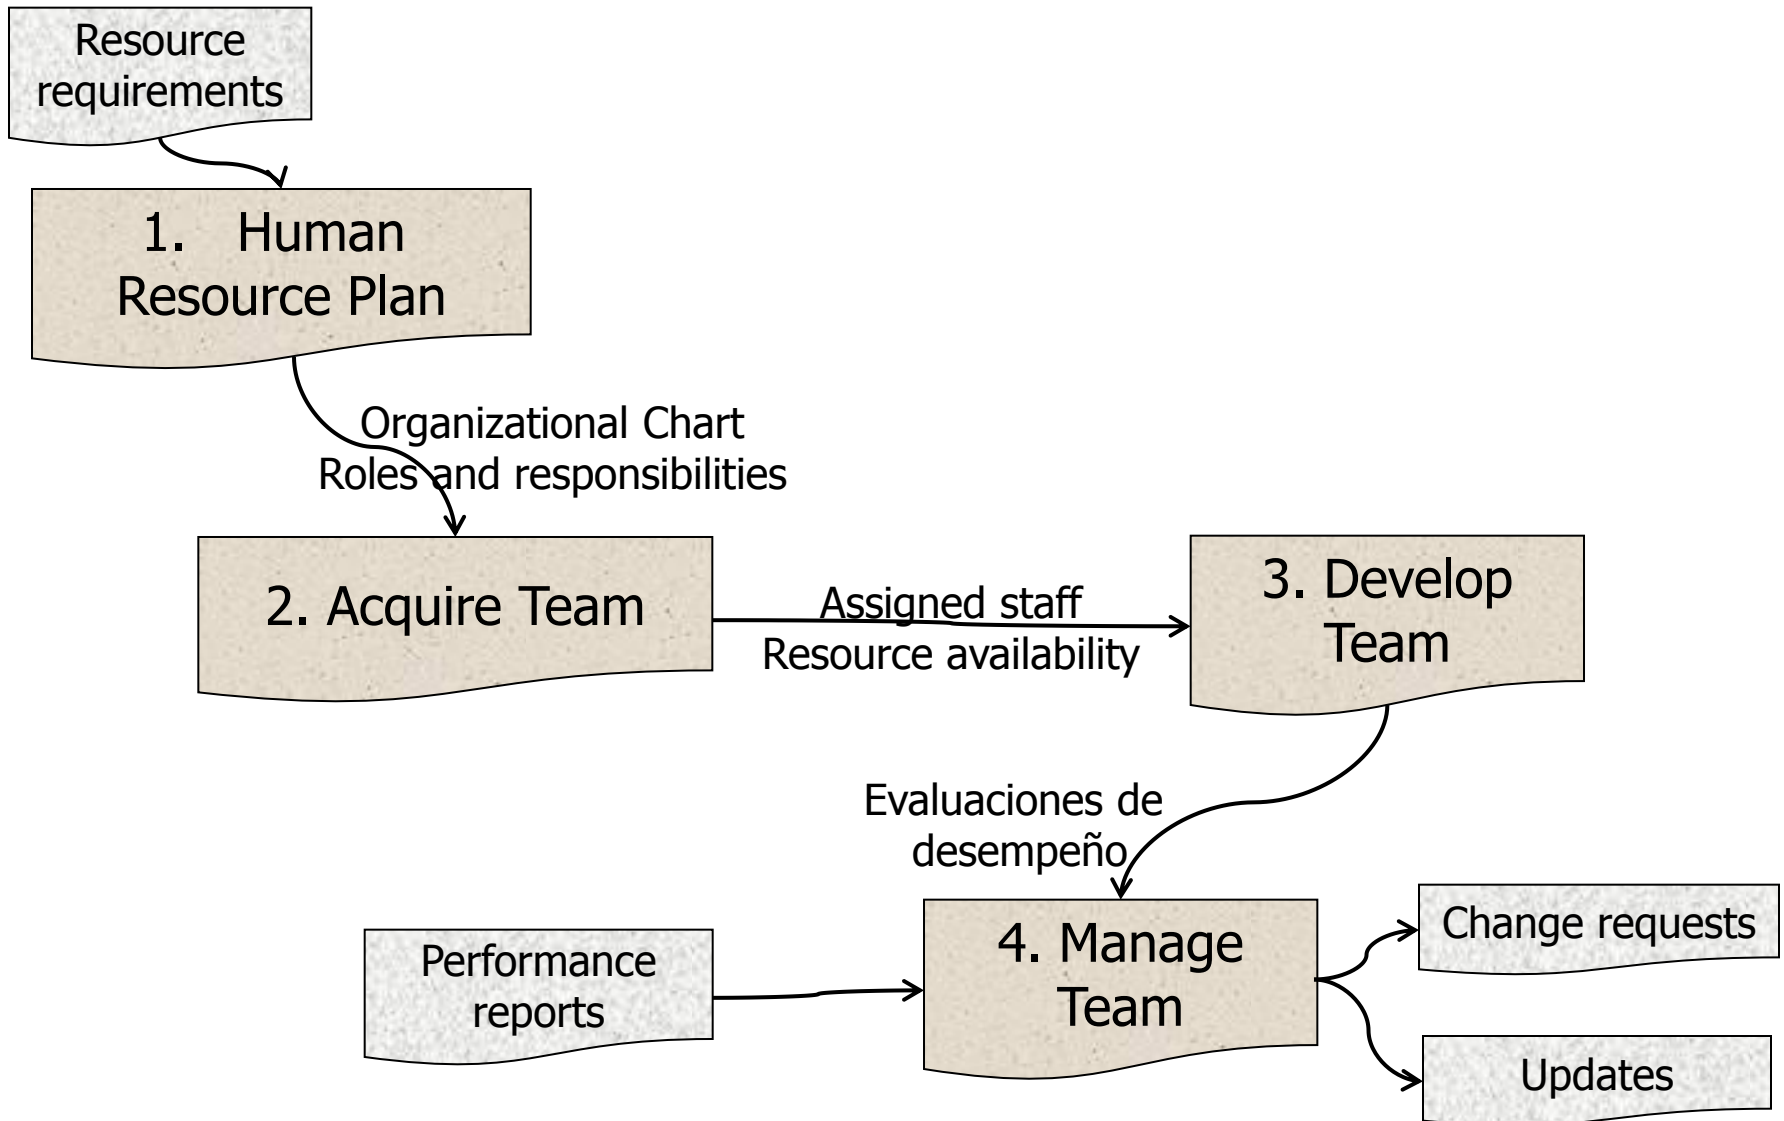 Resource
requirements
1. Human
Resource Plan
Organizational Chart
Roles and responsibilities
2. Acquire Team
Assigned staff
Resource availability
3. Develop
Team
Evaluaciones de
desempeño
Performance
reports
4. Manage
Team
Change requests
Updates